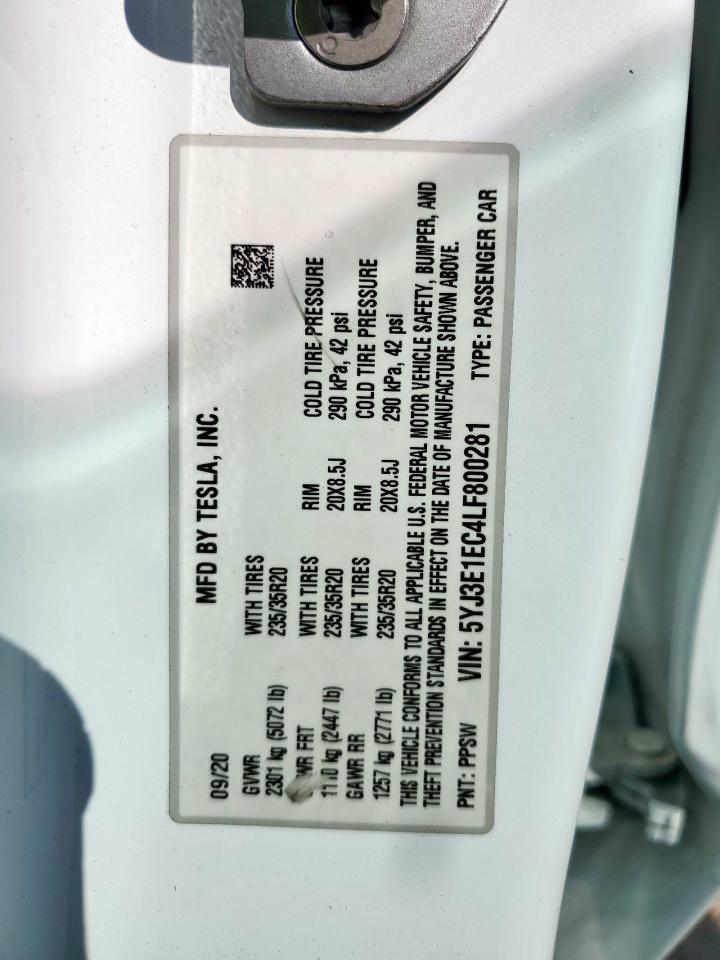 09/20 MFD BY TESLA, INC.
GVWR WITH TIRES
2301 kg (5072 lb) 235/35R20
FRT WITH TIRES RIM COLD TIRE PRESSURE
(2447 lb) 235/35R20 20X8.5J 290 kPa, 42 psi
GAWR RR WITH TIRES RIM COLD TIRE PRESSURE
1257 kg (2771 lb) 235/35R20 20X8.5J 290 kPa, 42 psi
THIS VEHICLE CONFORMS TO ALL APPLICABLE U.S. FEDERAL MOTOR VEHICLE SAFETY, BUMPER, AND
THEFT PREVENTION STANDARDS IN EFFECT ON THE DATE OF MANUFACTURE SHOWN ABOVE.
PNT: PPSW VIN: 5YJ3E1EC4LF800281 TYPE: PASSENGER CAR